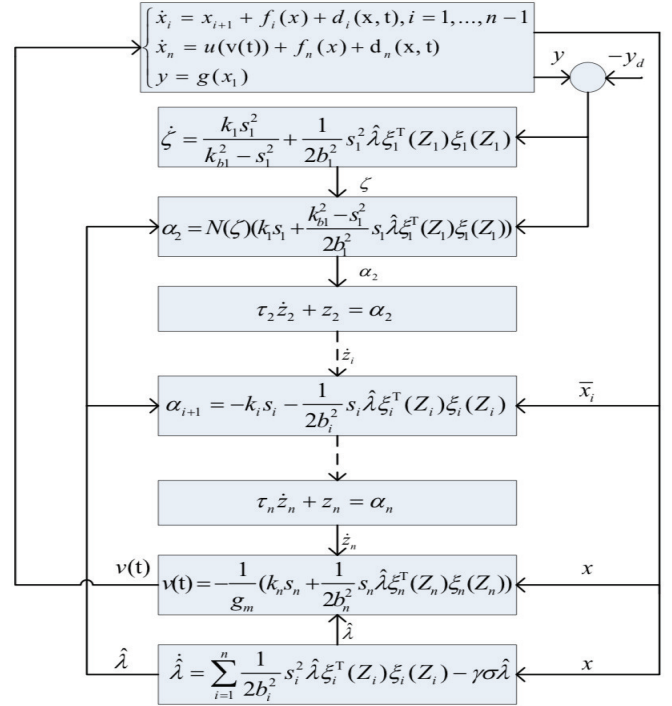 ẋ_i = x_{i+1} + f_i(x) + d_i(x, t), i = 1,..., n − 1
ẋ_n = u(v(t)) + f_n(x) + d_n(x, t)
y = g(x_1)
y
−y_d
ζ̇ = k_1 s_1^2 / (k_{b1}^2 − s_1^2) + 1/(2b_1^2) s_1^2 λ̂ ξ_1^T(Z_1) ξ_1(Z_1)
ζ
α_2 = N(ζ)(k_1 s_1 + (k_{b1}^2 − s_1^2)/(2b_1^2) s_1 λ̂ ξ_1^T(Z_1) ξ(Z_1))
α_2
τ_2 ż_2 + z_2 = α_2
ż_i
α_{i+1} = −k_i s_i − 1/(2b_i^2) s_i λ̂ ξ_i^T(Z_i) ξ_i(Z_i)
x̅_i
τ_n ż_n + z_n = α_n
ż_n
v(t)
v(t) = −1/g_m (k_n s_n + 1/(2b_n^2) s_n λ̂ ξ_n^T(Z_n) ξ_n(Z_n))
x
λ̂
λ̂
λ̂̇ = ∑_{i=1}^n 1/(2b_i^2) s_i^2 λ̂ ξ_i^T(Z_i) ξ_i(Z_i) − γσλ̂
x